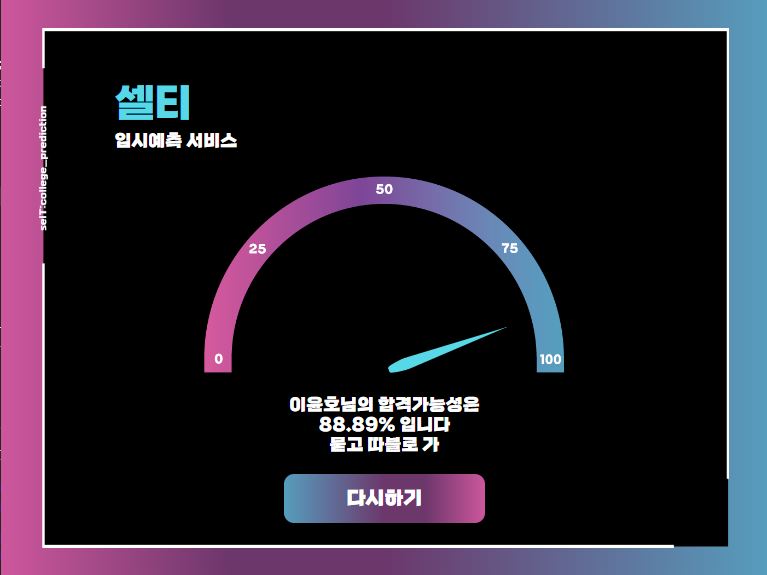 셀티
입시예측 서비스
selT:college_prediction
50
25
75
0
100
이윤호님의 합격가능성은
88.89% 입니다
묻고 따블로 가
다시하기